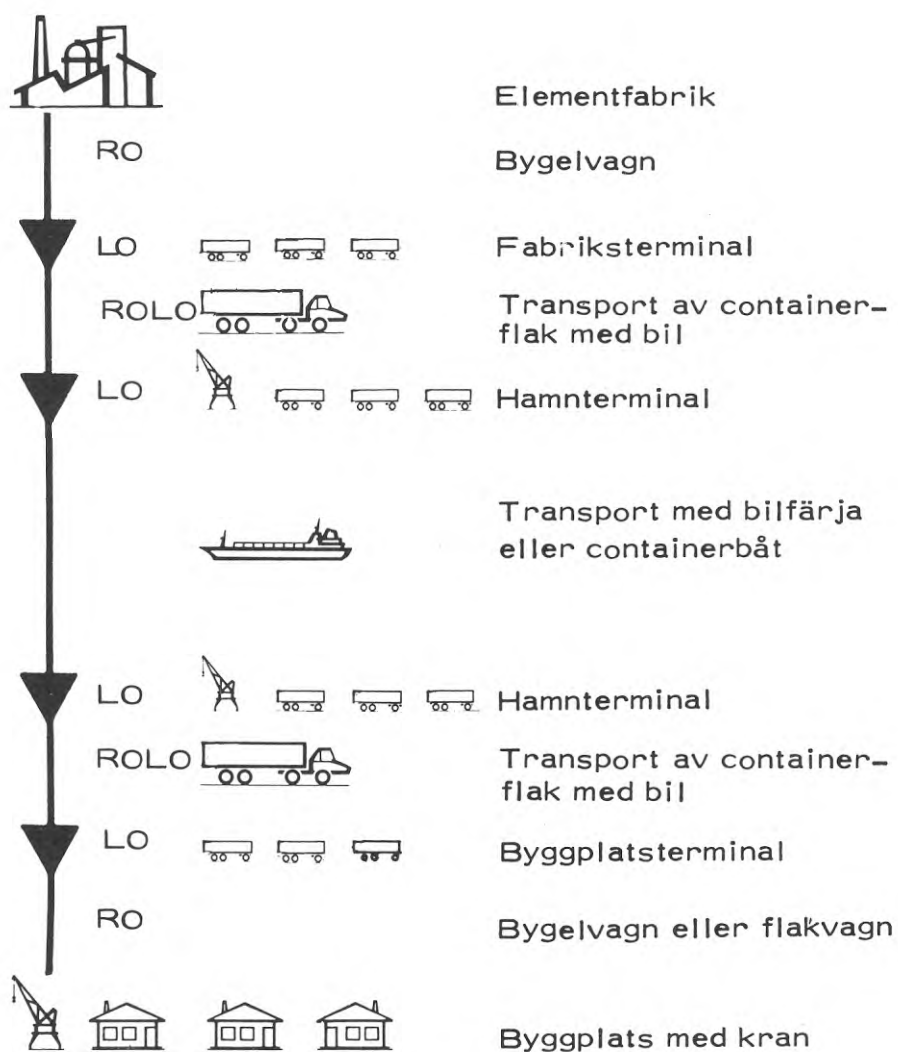 Elementfabrik
RO Bygelvagn
LO Fabriksterminal
ROLO Transport av container-
flak med bil
LO Hamnterminal
Transport med bilfärja
eller containerbåt
LO Hamnterminal
ROLO Transport av container-
flak med bil
LO Byggplatsterminal
RO Bygelvagn eller flakvagn
Byggplats med kran